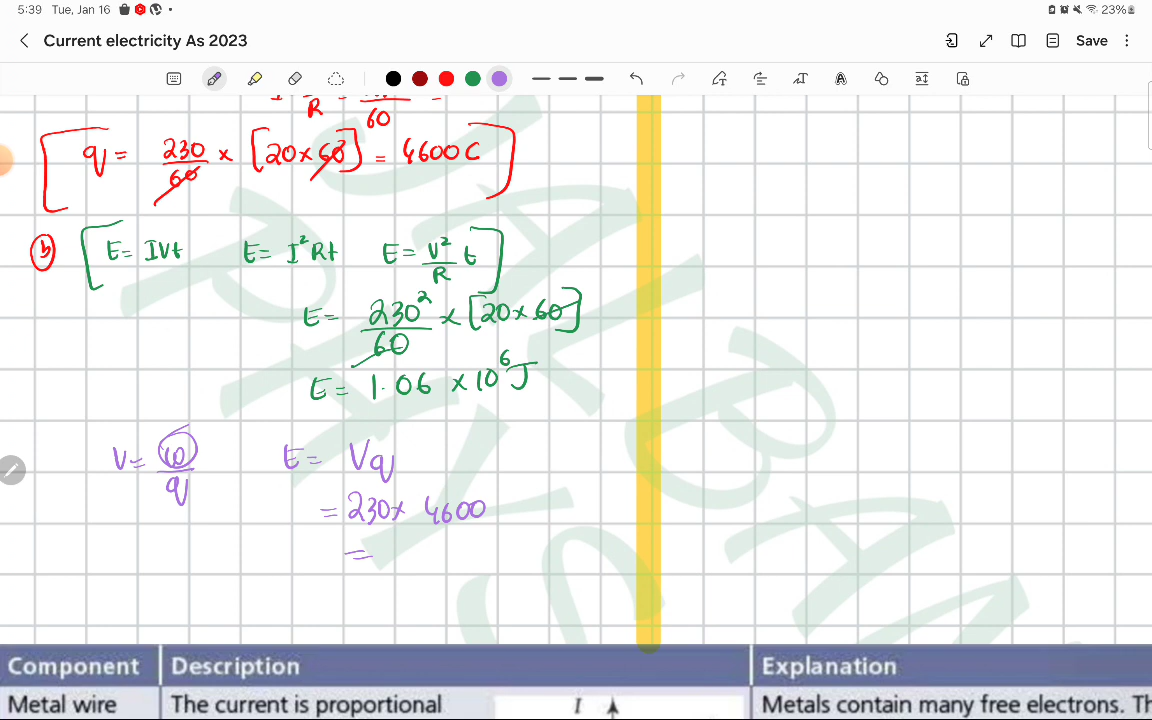 5:39 Tue, Jan 16 23%
Current electricity As 2023 Save
R = 60
q = 230/60 × [20 × 60] = 4600 C
b E = IVt E = I²Rt E = V²/R t
E = 230²/60 × [20 × 60]
E = 1.06 × 10⁶ J
V = ω/q E = Vq
= 230 × 4600
=
Component Description Explanation
Metal wire The current is proportional I Metals contain many free electrons. Th